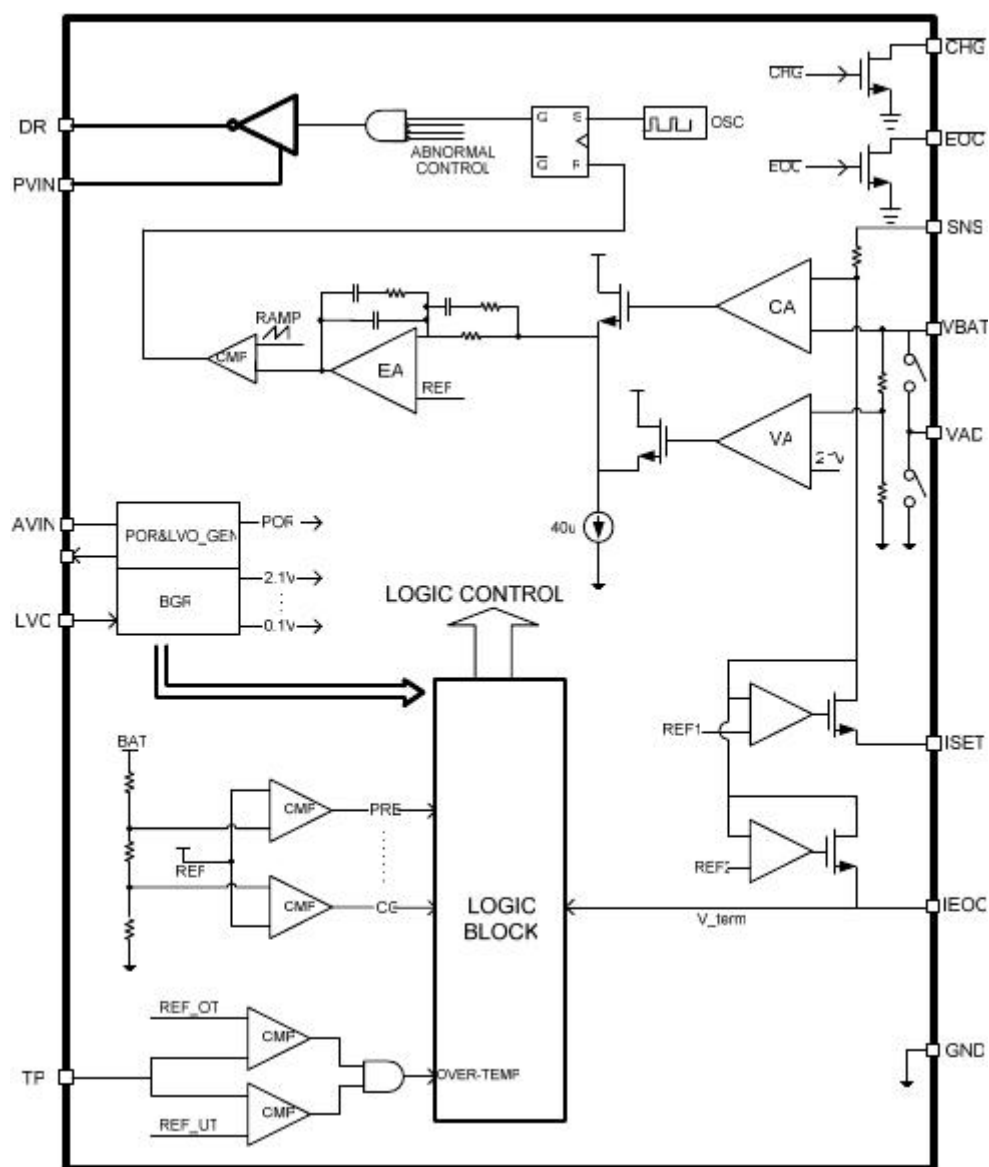 CHG
CHG
DR
OSC
ABNORMAL
CONTROL
EOC
EOC
PVIN
SNS
CA
RAMP
VBAT
CMP
EA
REF
VA
VAD
AVIN
POR&LVO_GEN
POR
40u
2.1V
LOGIC CONTROL
BGR
LVC
0.1V
BAT
REF1
ISET
CMP
PRE
REF
REF2
CMP
CC
LOGIC
BLOCK
IEOC
V_term
REF_OT
CMP
GND
TP
OVER-TEMP
CMP
REF_UT